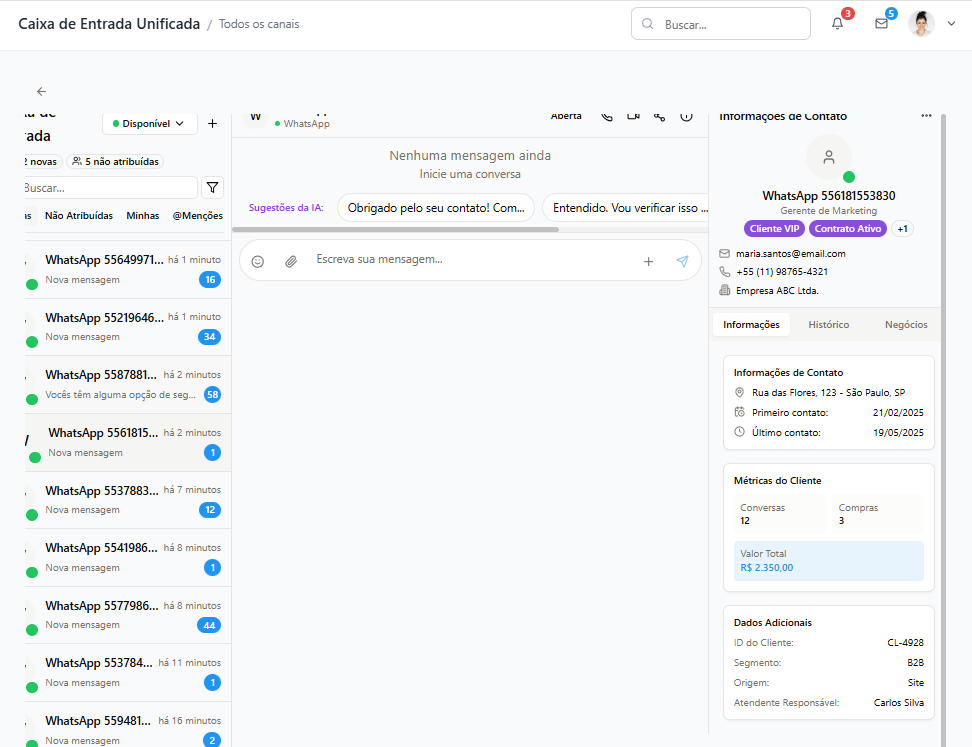 Caixa de Entrada Unificada / Todos os canais
Buscar...
3
5
rada
Disponível
2 novas
5 não atribuídas
Buscar...
Não Atribuídas
Minhas
@Menções
WhatsApp 55649971... há 1 minuto
Nova mensagem
16
WhatsApp 55219646... há 1 minuto
Nova mensagem
34
WhatsApp 5587881... há 2 minutos
Vocês têm alguma opção de seg...
58
WhatsApp 5561815... há 2 minutos
Nova mensagem
1
WhatsApp 5537883... há 7 minutos
Nova mensagem
12
WhatsApp 5541986... há 8 minutos
Nova mensagem
1
WhatsApp 5577986... há 8 minutos
Nova mensagem
44
WhatsApp 553784... há 11 minutos
Nova mensagem
1
WhatsApp 559481... há 16 minutos
Nova mensagem
2
W
WhatsApp
Aberta
Nenhuma mensagem ainda
Inicie uma conversa
Sugestões da IA:
Obrigado pelo seu contato! Com...
Entendido. Vou verificar isso ...
Escreva sua mensagem...
Informações do Contato
WhatsApp 556181553830
Gerente de Marketing
Cliente VIP
Contrato Ativo
+1
maria.santos@email.com
+55 (11) 98765-4321
Empresa ABC Ltda.
Informações
Histórico
Negócios
Informações de Contato
Rua das Flores, 123 - São Paulo, SP
Primeiro contato: 21/02/2025
Último contato: 19/05/2025
Métricas do Cliente
Conversas
12
Compras
3
Valor Total
R$ 2.350,00
Dados Adicionais
ID do Cliente: CL-4928
Segmento: B2B
Origem: Site
Atendente Responsável: Carlos Silva